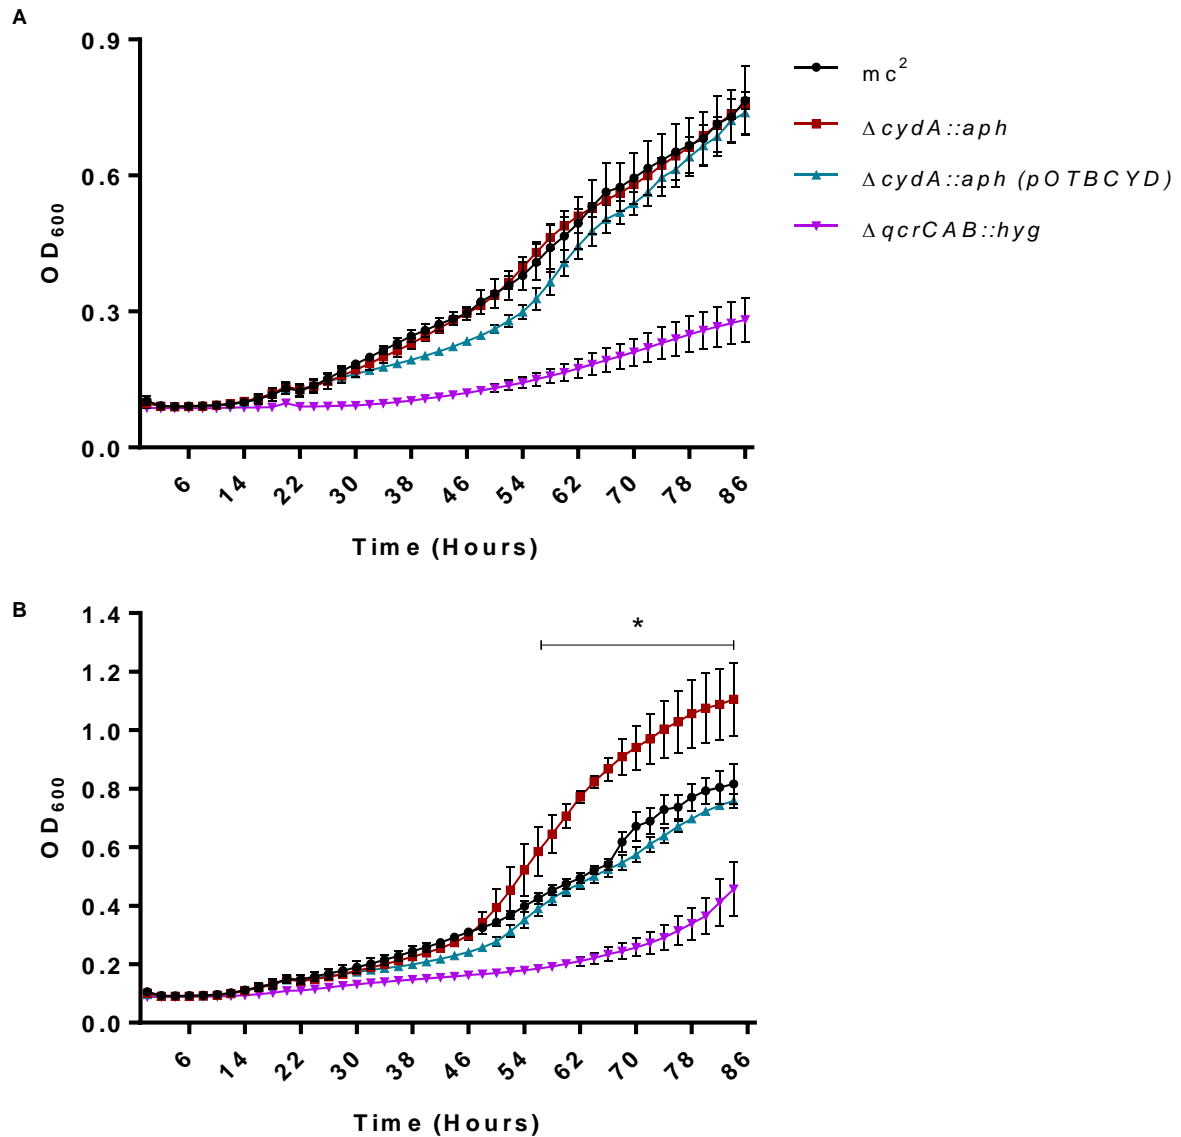 A
0.9
0.6
0.3
0.0
OD600
6 14 22 30 38 46 54 62 70 78 86
Time (Hours)
mc²
ΔcydA::aph
ΔcydA::aph (pOTBCYD)
ΔqcrCAB::hyg
B
1.4
1.2
1.0
0.8
0.6
0.4
0.2
0.0
OD600
*
6 14 22 30 38 46 54 62 70 78 86
Time (Hours)